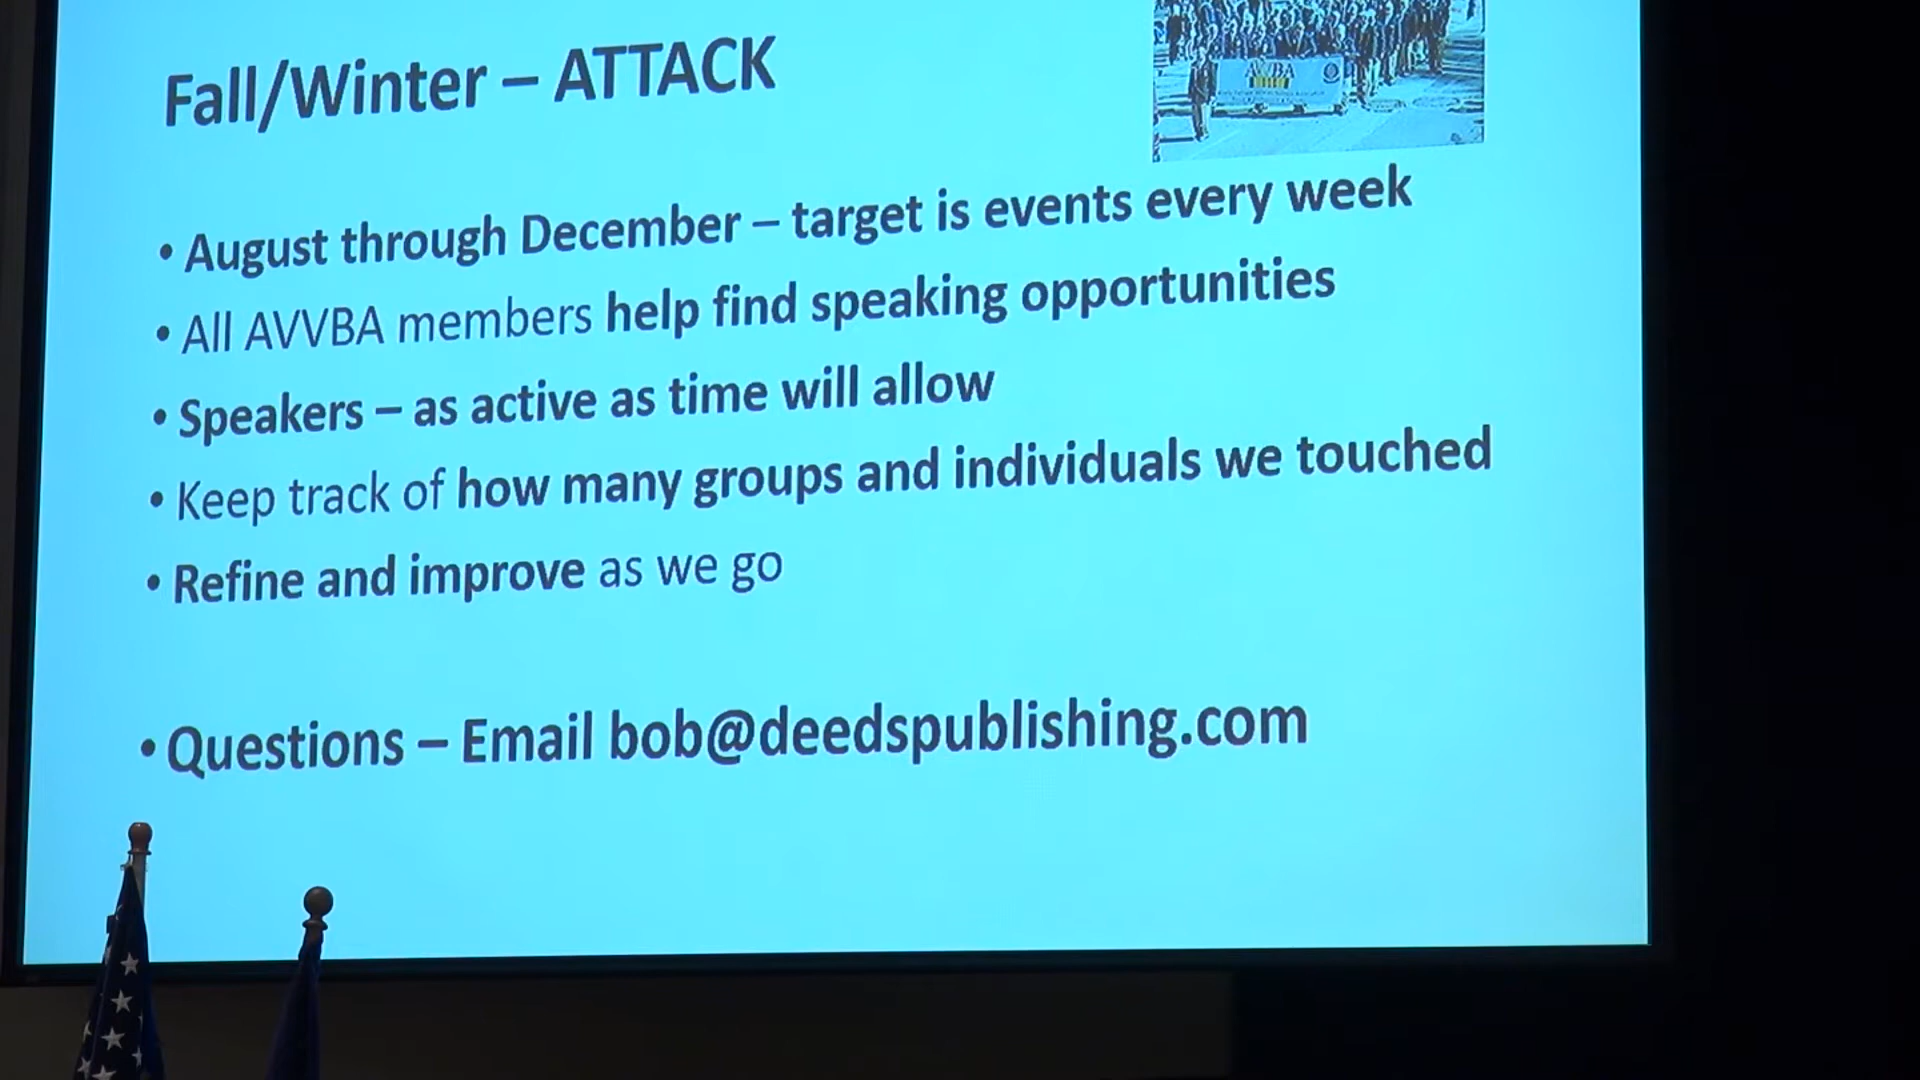 Fall/Winter – ATTACK
AVVBA
• August through December – target is events every week
• All AVVBA members help find speaking opportunities
• Speakers – as active as time will allow
• Keep track of how many groups and individuals we touched
• Refine and improve as we go
• Questions – Email bob@deedspublishing.com